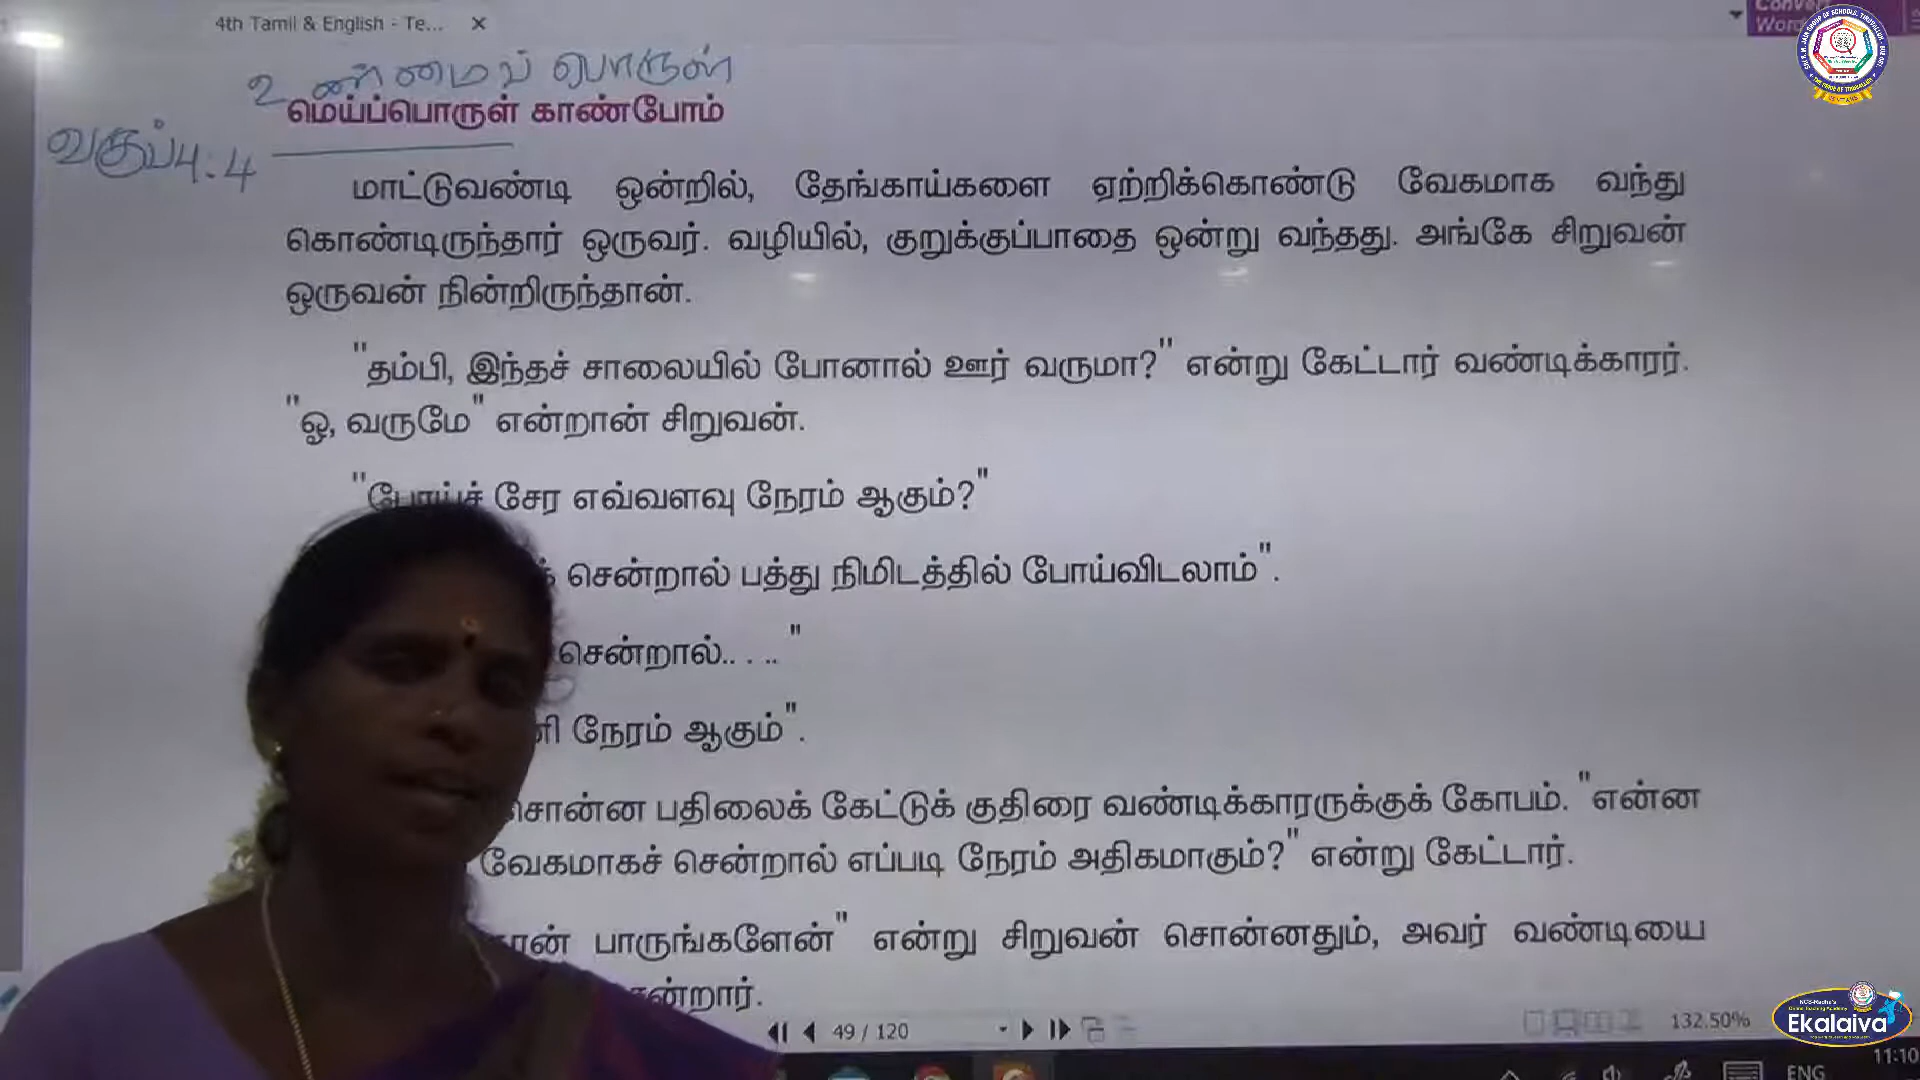 4th Tamil & English - Te...
உண்மைப் பொருள்
மெய்ப்பொருள் காண்போம்
வகுப்பு: 4
மாட்டுவண்டி ஒன்றில், தேங்காய்களை ஏற்றிக்கொண்டு வேகமாக வந்து
கொண்டிருந்தார் ஒருவர். வழியில், குறுக்குப்பாதை ஒன்று வந்தது. அங்கே சிறுவன்
ஒருவன் நின்றிருந்தான்.
"தம்பி, இந்தச் சாலையில் போனால் ஊர் வருமா?" என்று கேட்டார் வண்டிக்காரர்.
"ஓ, வருமே" என்றான் சிறுவன்.
"போய்ச் சேர எவ்வளவு நேரம் ஆகும்?"
சென்றால் பத்து நிமிடத்தில் போய்விடலாம்".
சென்றால்.. . .. "
நேரம் ஆகும்".
சொன்ன பதிலைக் கேட்டுக் குதிரை வண்டிக்காரருக்குக் கோபம். "என்ன
வேகமாகச் சென்றால் எப்படி நேரம் அதிகமாகும்?" என்று கேட்டார்.
பாருங்களேன்" என்று சிறுவன் சொன்னதும், அவர் வண்டியை
49 / 120
132.50%
Ekalaiva
11:10
ENG